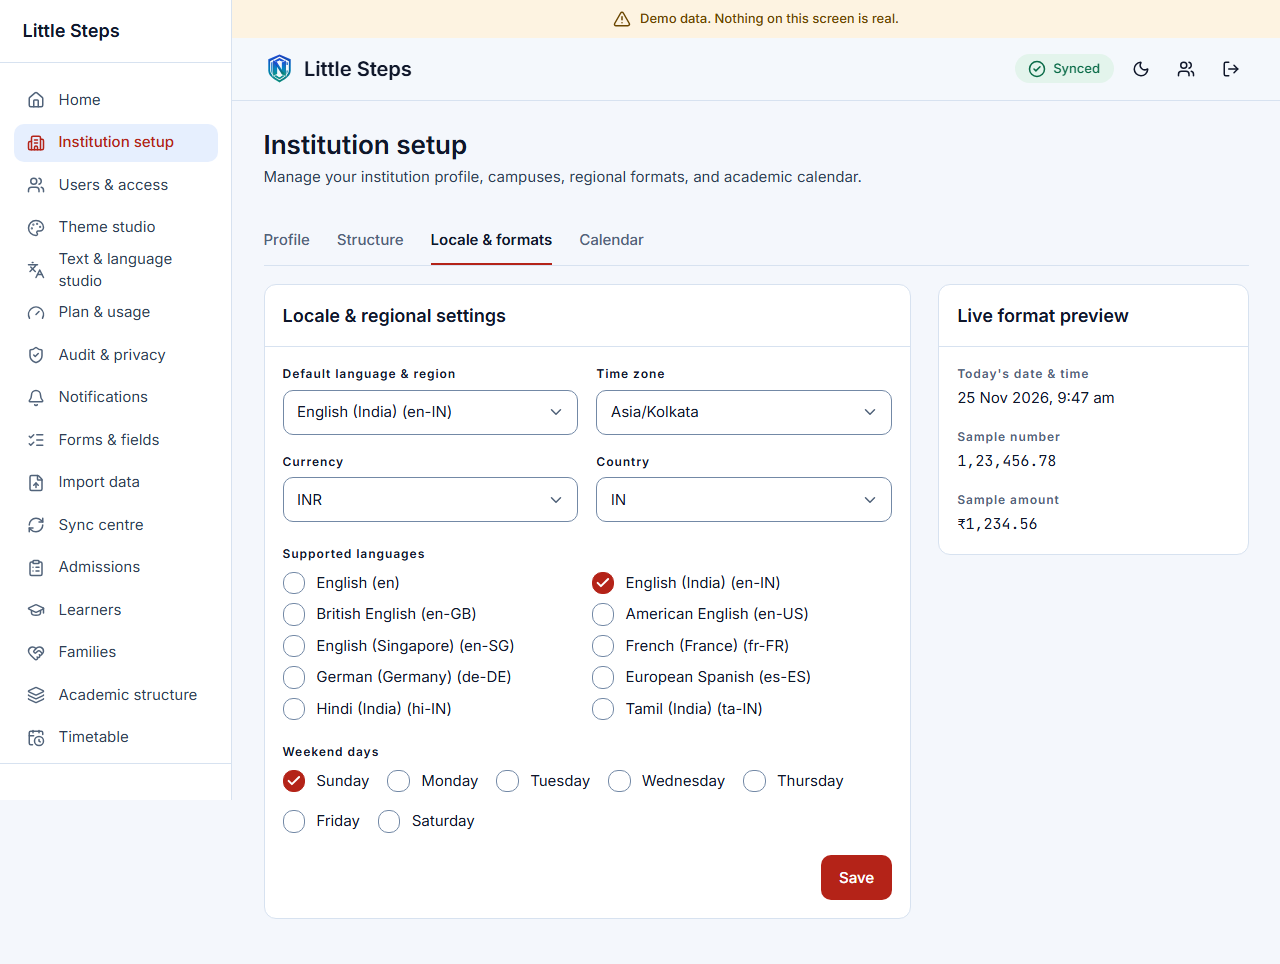 Little Steps
Demo data. Nothing on this screen is real.
Little Steps
Synced
Home
Institution setup
Users & access
Theme studio
Text & language
studio
Plan & usage
Audit & privacy
Notifications
Forms & fields
Import data
Sync centre
Admissions
Learners
Families
Academic structure
Timetable
Institution setup
Manage your institution profile, campuses, regional formats, and academic calendar.
Profile Structure Locale & formats Calendar
Locale & regional settings
Default language & region Time zone
English (India) (en-IN) Asia/Kolkata
Currency Country
INR IN
Supported languages
English (en) English (India) (en-IN)
British English (en-GB) American English (en-US)
English (Singapore) (en-SG) French (France) (fr-FR)
German (Germany) (de-DE) European Spanish (es-ES)
Hindi (India) (hi-IN) Tamil (India) (ta-IN)
Weekend days
Sunday Monday Tuesday Wednesday Thursday
Friday Saturday
Save
Live format preview
Today's date & time
25 Nov 2026, 9:47 am
Sample number
1,23,456.78
Sample amount
₹1,234.56